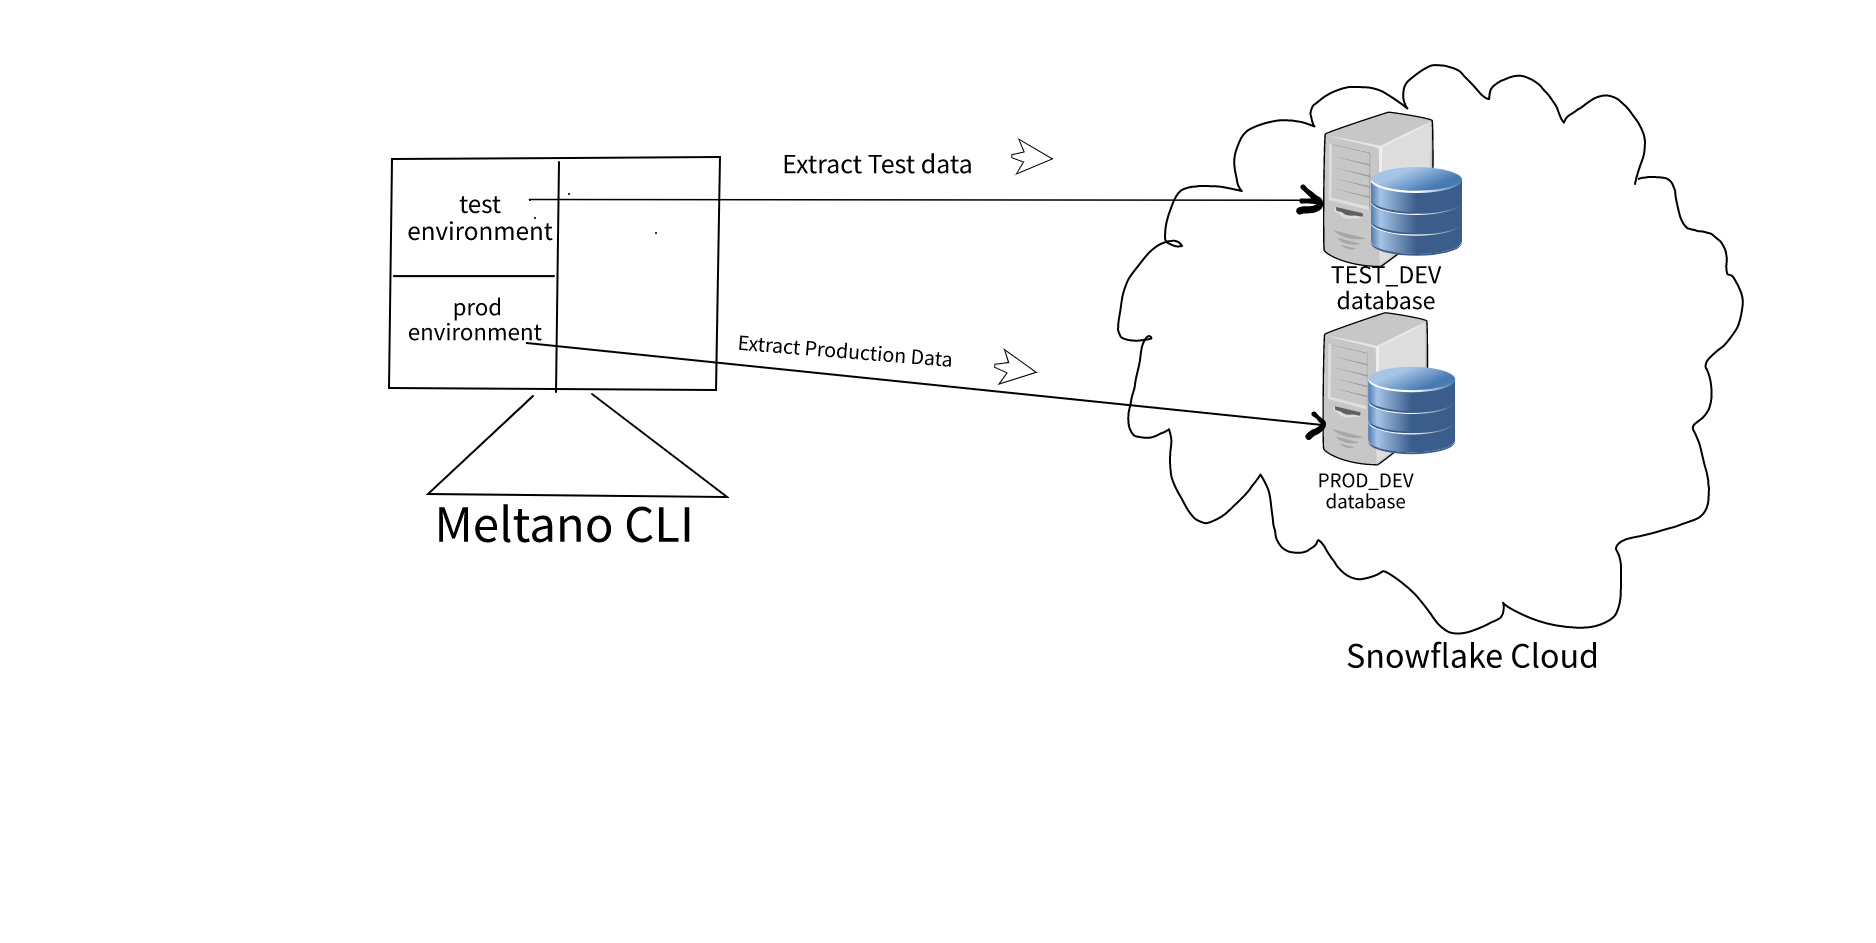 Extract Test data
test
environment
prod
environment
Extract Production Data
Meltano CLI
TEST_DEV
database
PROD_DEV
database
Snowflake Cloud